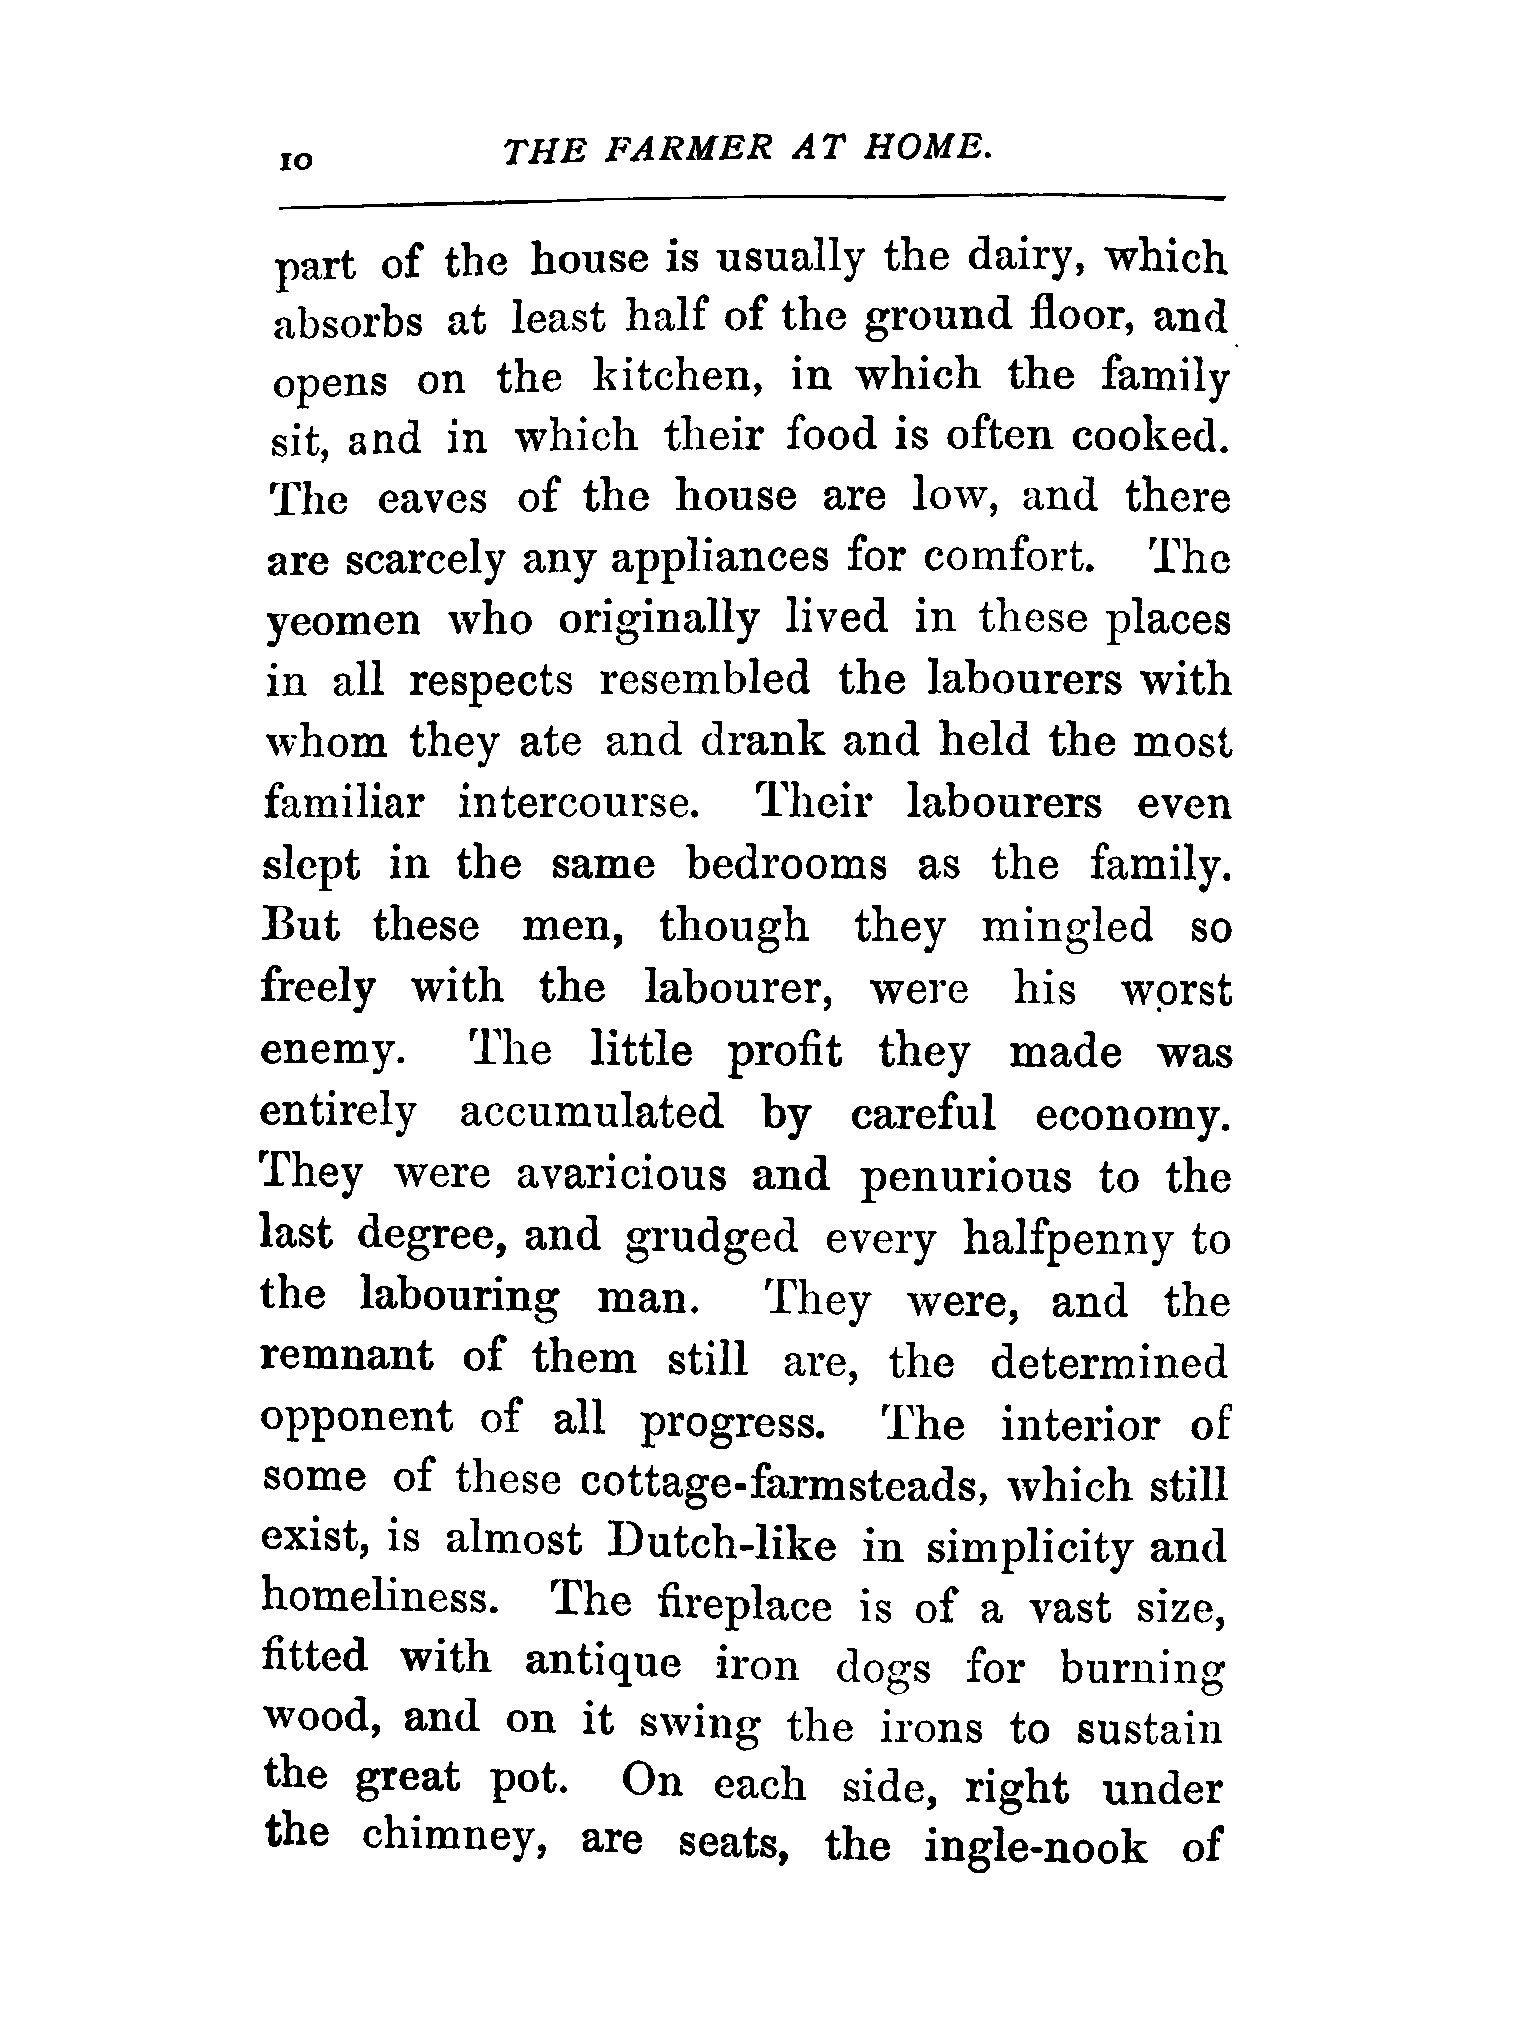 10 THE FARMER AT HOME.
part of the house is usually the dairy, which
absorbs at least half of the ground floor, and
opens on the kitchen, in which the family
sit, and in which their food is often cooked.
The eaves of the house are low, and there
are scarcely any appliances for comfort. The
yeomen who originally lived in these places
in all respects resembled the labourers with
whom they ate and drank and held the most
familiar intercourse. Their labourers even
slept in the same bedrooms as the family.
But these men, though they mingled so
freely with the labourer, were his worst
enemy. The little profit they made was
entirely accumulated by careful economy.
They were avaricious and penurious to the
last degree, and grudged every halfpenny to
the labouring man. They were, and the
remnant of them still are, the determined
opponent of all progress. The interior of
some of these cottage-farmsteads, which still
exist, is almost Dutch-like in simplicity and
homeliness. The fireplace is of a vast size,
fitted with antique iron dogs for burning
wood, and on it swing the irons to sustain
the great pot. On each side, right under
the chimney, are seats, the ingle-nook of